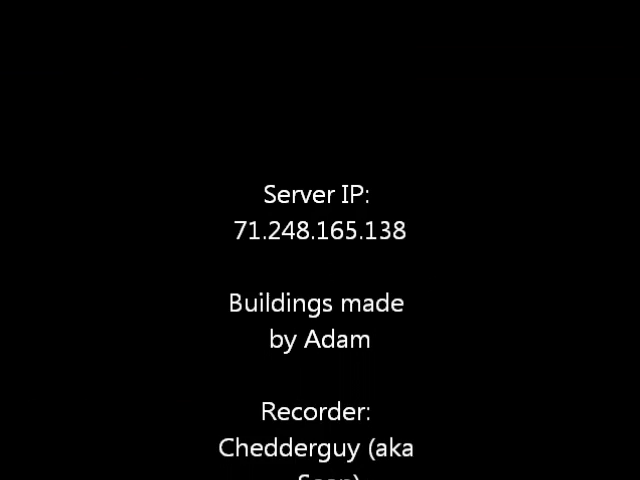 Server IP:
71.248.165.138
Buildings made
by Adam
Recorder:
Chedderguy (aka